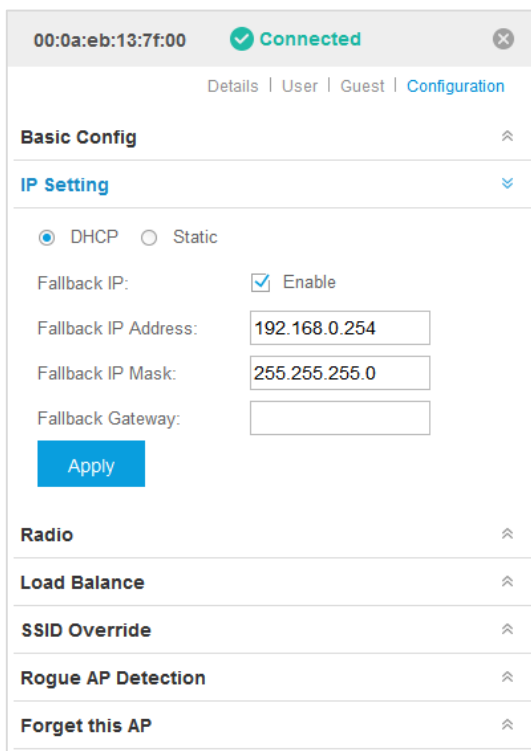 00:0a:eb:13:7f:00 Connected
Details | User | Guest | Configuration
Basic Config
IP Setting
DHCP Static
Fallback IP: Enable
Fallback IP Address: 192.168.0.254
Fallback IP Mask: 255.255.255.0
Fallback Gateway:
Apply
Radio
Load Balance
SSID Override
Rogue AP Detection
Forget this AP